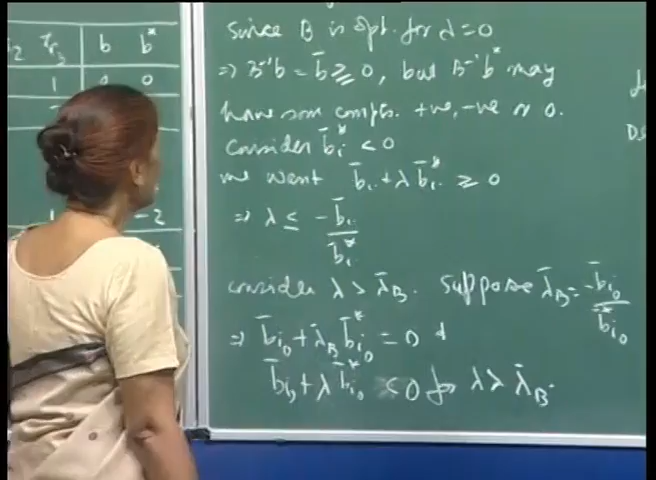 b b*
1 0 0
-2
Since B is opt. for λ=0
⇒ B⁻¹b = b̄ ≥ 0, but B⁻¹b* may
have some comps. +ve, -ve or 0.
Consider b̄ᵢ* < 0
we want b̄ᵢ + λ b̄ᵢ* ≥ 0
⇒ λ ≤ -b̄ᵢ / b̄ᵢ*
Consider λ > λ̄_B. Suppose λ̄_B = -b̄_{i₀} / b̄*_{i₀}
⇒ b̄_{i₀} + λ̄_B b̄*_{i₀} = 0 &
b̄_{i₀} + λ b̄*_{i₀} < 0 for λ > λ̄_B.